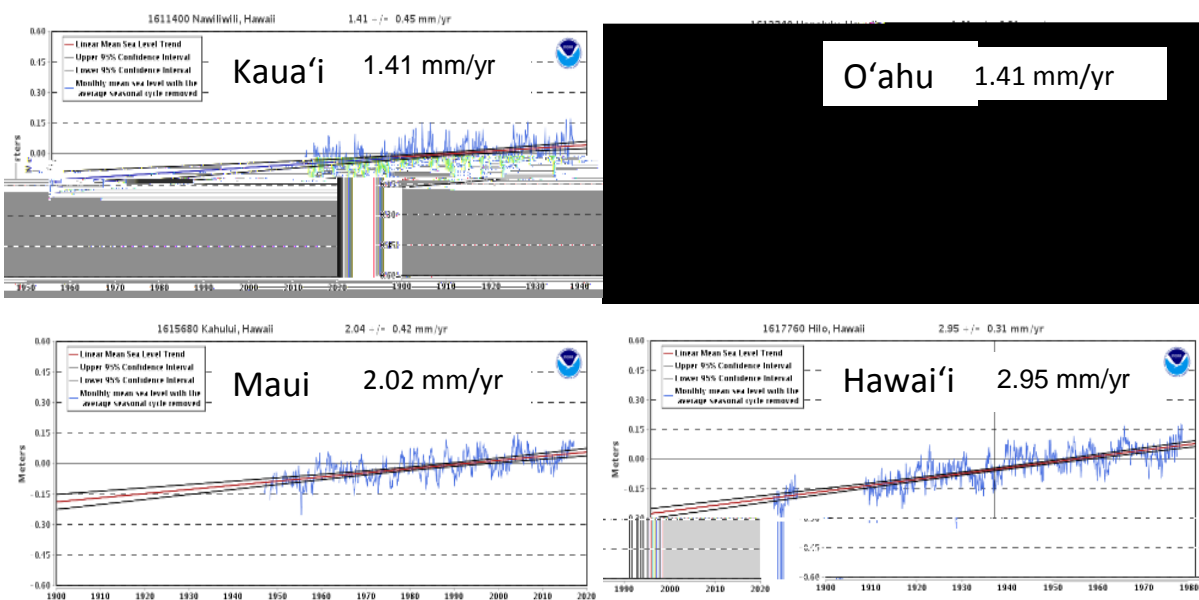 1611400 Nawiliwili, Hawaii 1.41 +/- 0.45 mm/yr
0.60
0.45
0.30
0.15
0.00
Linear Mean Sea Level Trend
Upper 95% Confidence Interval
Lower 95% Confidence Interval
Monthly mean sea level with the
average seasonal cycle removed
Kauaʻi 1.41 mm/yr
1950 1960 1970 1980 1990 2000 2010 1900 1930 1940
Oʻahu 1.41 mm/yr
1615680 Kahului, Hawaii 2.04 +/- 0.42 mm/yr
0.60
0.45
0.30
0.15
0.00
-0.15
0.30
0.45
-0.60
Meters
Linear Mean Sea Level Trend
Upper 95% Confidence Interval
Lower 95% Confidence Interval
Monthly mean sea level with the
average seasonal cycle removed
Maui 2.02 mm/yr
1900 1910 1920 1930 1940 1950 1960 1970 1980 1990 2000 2010 2020
1617760 Hilo, Hawaii 2.95 +/- 0.31 mm/yr
0.60
0.45
0.30
0.15
0.00
0.15
Meters
Linear Mean Sea Level Trend
Upper 95% Confidence Interval
Lower 95% Confidence Interval
Monthly mean sea level with the
average seasonal cycle removed
Hawaiʻi 2.95 mm/yr
-0.60
1990 2000 2010 2020 1900 1910 1920 1930 1940 1950 1960 1970 1980